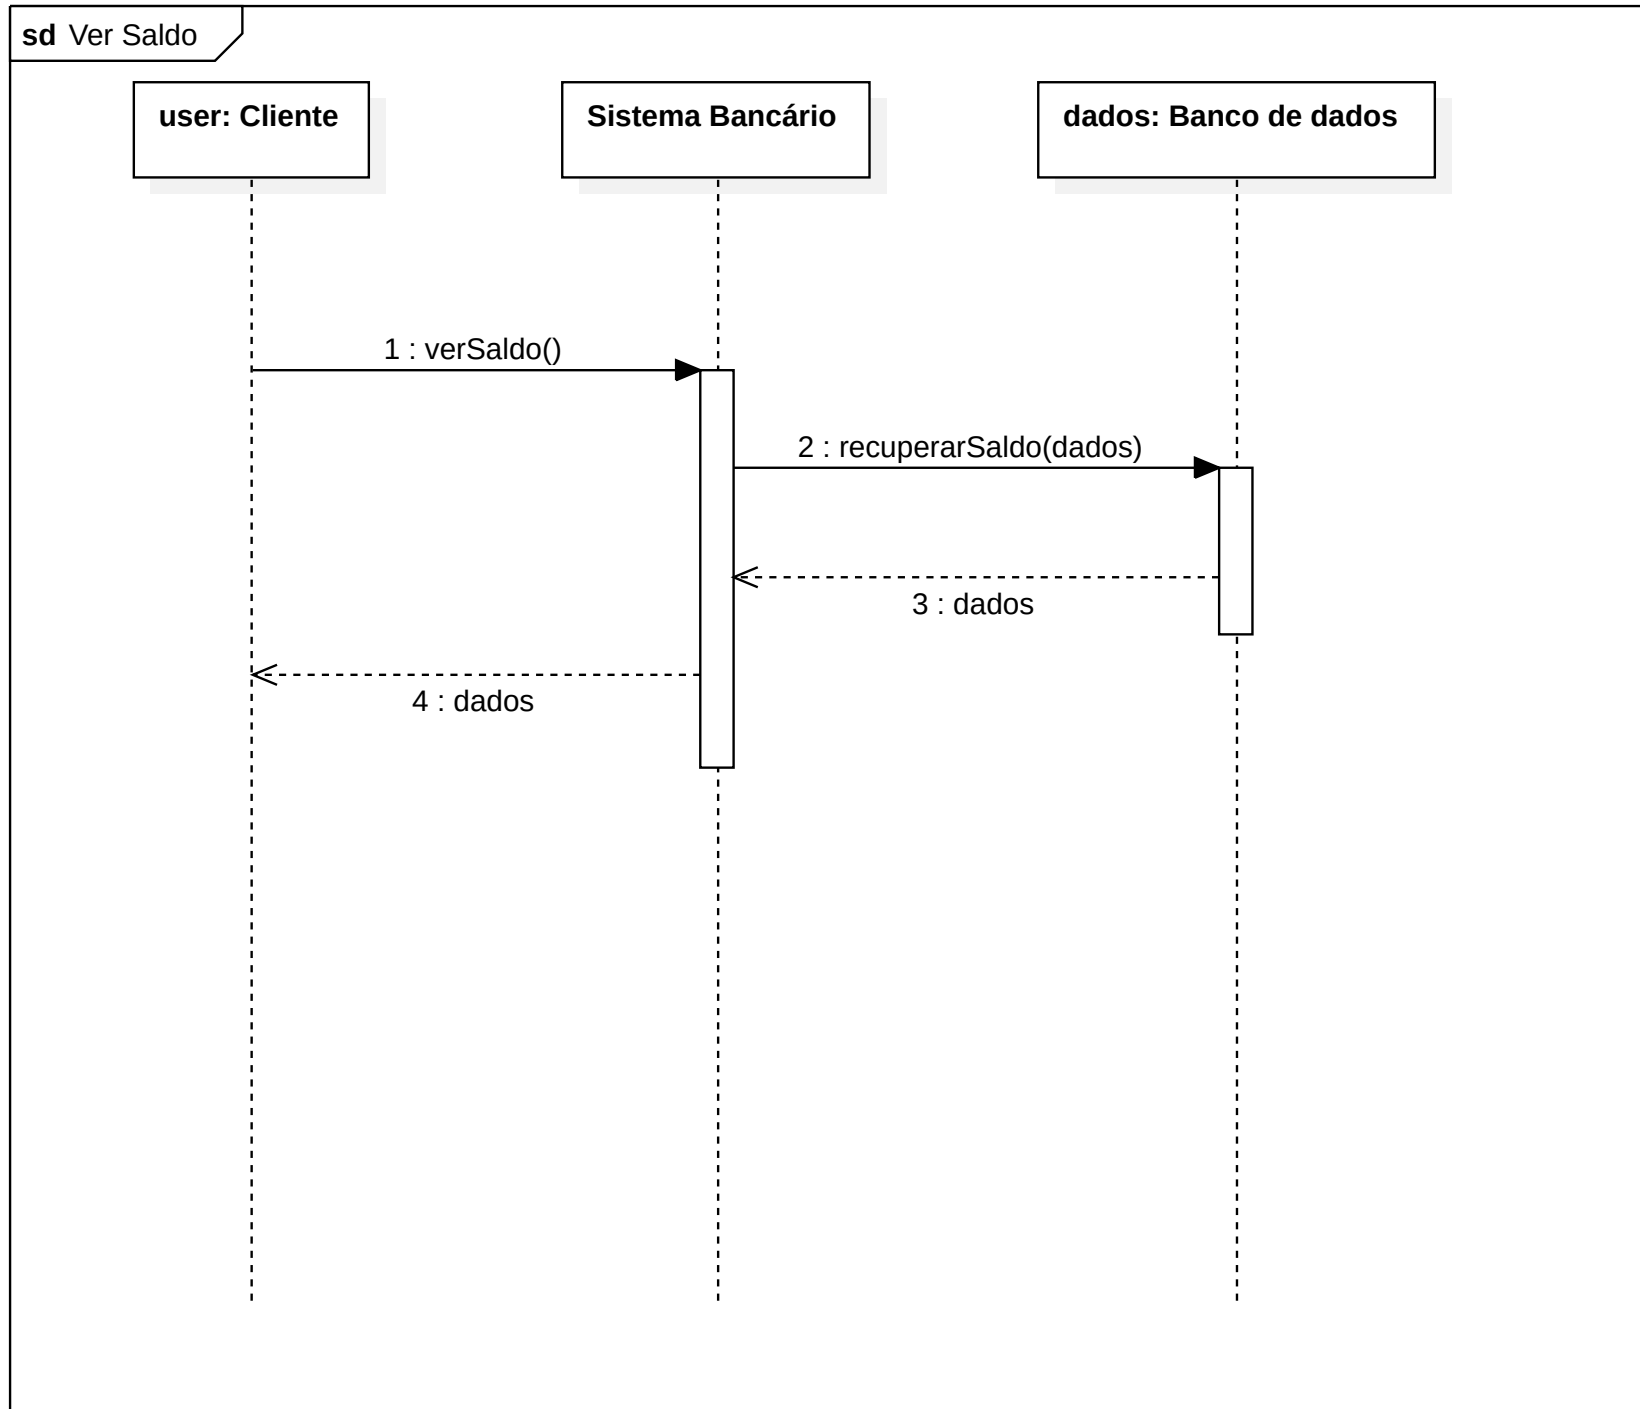 sd Ver Saldo
user: Cliente
Sistema Bancário
dados: Banco de dados
1 : verSaldo()
2 : recuperarSaldo(dados)
3 : dados
4 : dados